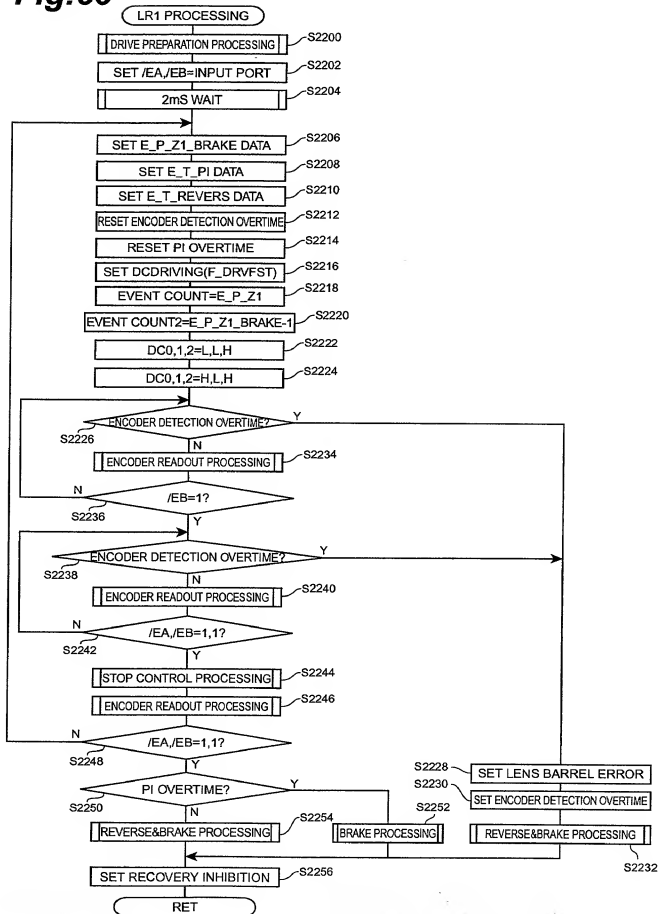 LR1 PROCESSING
DRIVE PREPARATION PROCESSING
S2200
SET /EA,/EB=INPUT PORT
S2202
2mS WAIT
S2204
SET E_P_Z1_BRAKE DATA
S2206
SET E_T_PI DATA
S2208
SET E_T_REVERS DATA
S2210
RESET ENCODER DETECTION OVERTIME
S2212
RESET PI OVERTIME
S2214
SET DCDRIVING(F_DRVFST)
S2216
EVENT COUNT=E_P_Z1
S2218
EVENT COUNT2=E_P_Z1_BRAKE-1
S2220
DC0,1,2=L,L,H
S2222
DC0,1,2=H,L,H
S2224
ENCODER DETECTION OVERTIME?
Y
S2226
N
ENCODER READOUT PROCESSING
S2234
N
/EB=1?
S2236
Y
ENCODER DETECTION OVERTIME?
Y
S2238
N
ENCODER READOUT PROCESSING
S2240
N
/EA,/EB=1,1?
S2242
Y
STOP CONTROL PROCESSING
S2244
ENCODER READOUT PROCESSING
S2246
N
/EA,/EB=1,1?
S2248
Y
S2228
SET LENS BARREL ERROR
S2230
SET ENCODER DETECTION OVERTIME
PI OVERTIME?
Y
S2250
N
S2254
S2252
REVERSE&BRAKE PROCESSING
BRAKE PROCESSING
REVERSE&BRAKE PROCESSING
S2232
SET RECOVERY INHIBITION
S2256
RET